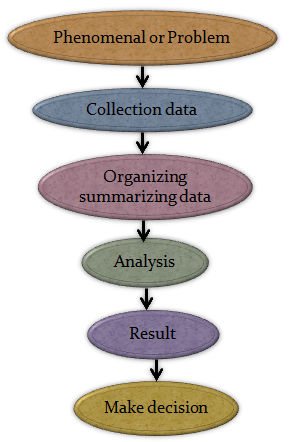 Phenomenal or Problem
Collection data
Organizing
summarizing data
Analysis
Result
Make decision